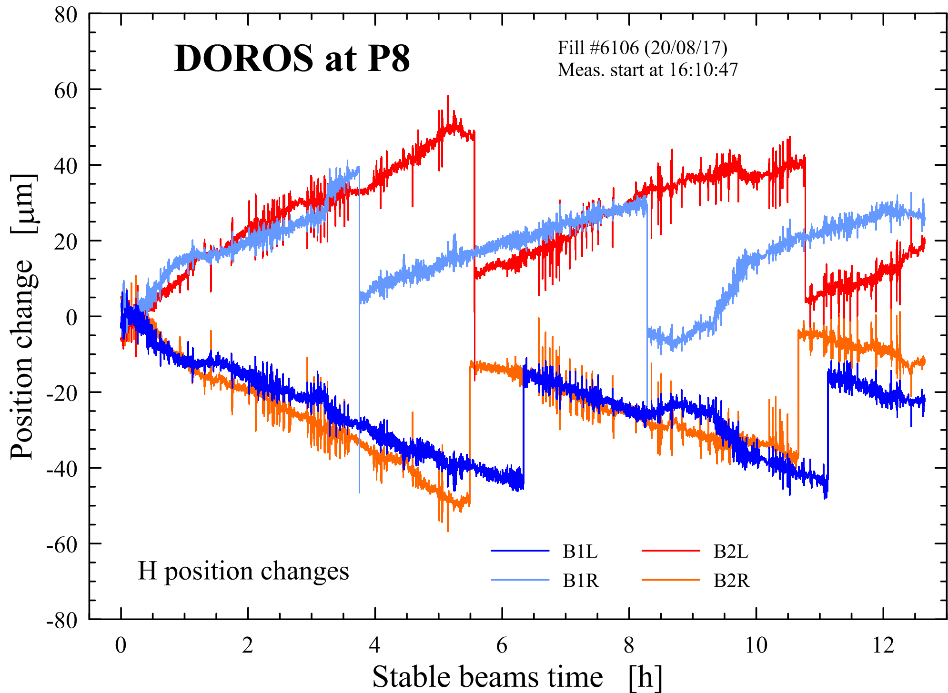 DOROS at P8
Fill #6106 (20/08/17)
Meas. start at 16:10:47
Position change [µm]
80
60
40
20
0
-20
-40
-60
-80
H position changes
B1L
B2L
B1R
B2R
0 2 4 6 8 10 12
Stable beams time [h]